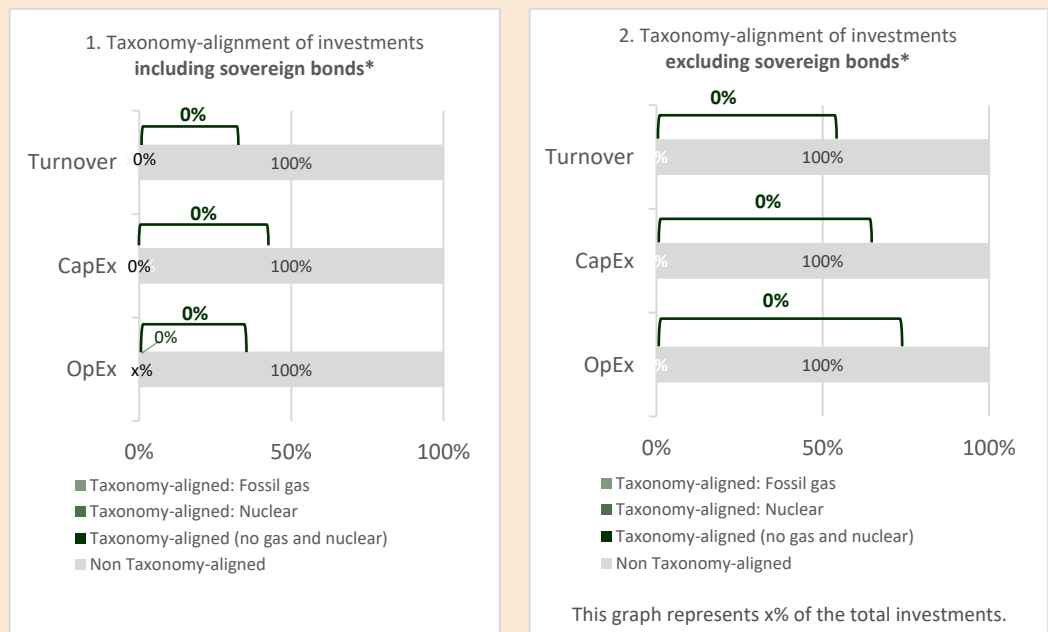 1. Taxonomy-alignment of investments
including sovereign bonds*
0%
Turnover
0%
100%
0%
CapEx
0%
100%
0%
0%
OpEx
x%
100%
0%
50%
100%
Taxonomy-aligned: Fossil gas
Taxonomy-aligned: Nuclear
Taxonomy-aligned (no gas and nuclear)
Non Taxonomy-aligned
2. Taxonomy-alignment of investments
excluding sovereign bonds*
0%
Turnover
%
100%
0%
CapEx
%
100%
0%
OpEx
%
100%
0%
50%
100%
Taxonomy-aligned: Fossil gas
Taxonomy-aligned: Nuclear
Taxonomy-aligned (no gas and nuclear)
Non Taxonomy-aligned
This graph represents x% of the total investments.